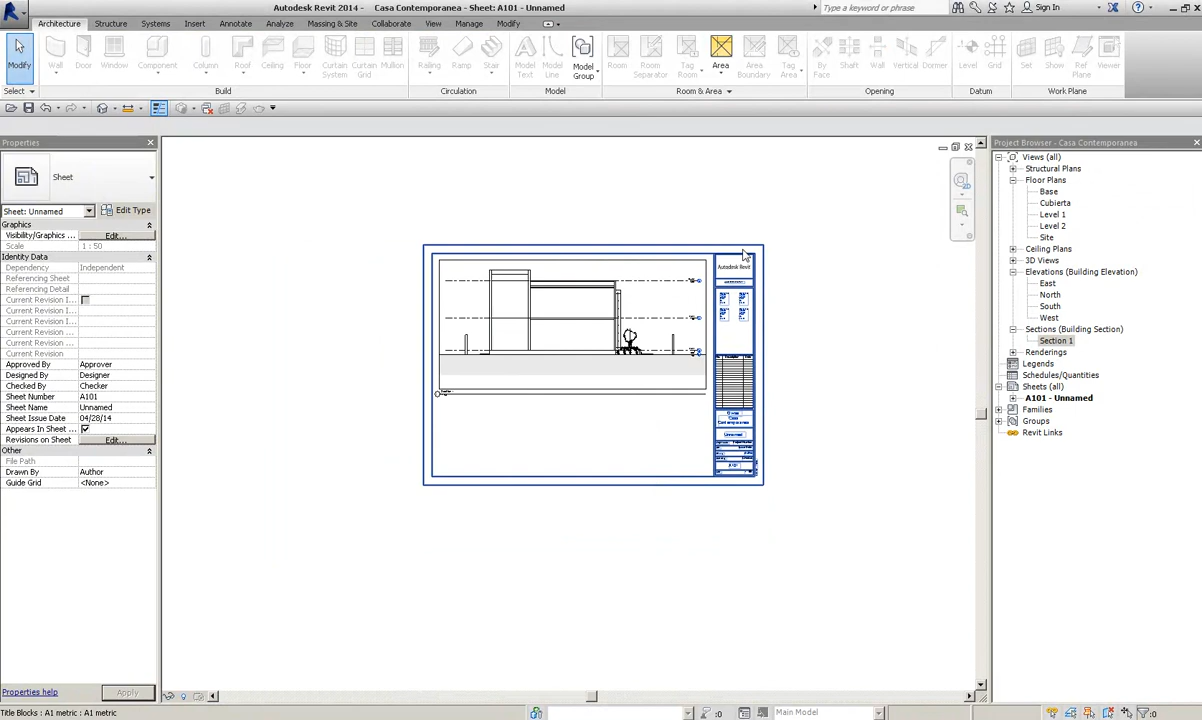 Autodesk Revit 2014 - Casa Contemporanea - Sheet: A101 - Unnamed
Type a keyword or phrase
Sign In
Architecture Structure Systems Insert Annotate Analyze Massing & Site Collaborate View Manage Modify
Modify Wall Door Window Component Column Roof Ceiling Floor Curtain System Curtain Grid Mullion Railing Ramp Stair Model Text Model Line Model Group Room Room Separator Tag Room Area Area Boundary Tag Area By Face Shaft Wall Vertical Dormer Level Grid Set Show Ref Plane Viewer
Select Build Circulation Model Room & Area Opening Datum Work Plane
Properties
Sheet
Sheet: Unnamed Edit Type
Graphics
Visibility/Graphics ... Edit...
Scale 1 : 50
Identity Data
Dependency Independent
Referencing Sheet
Referencing Detail
Current Revision I...
Current Revision I...
Current Revision I...
Current Revision I...
Current Revision
Approved By Approver
Designed By Designer
Checked By Checker
Sheet Number A101
Sheet Name Unnamed
Sheet Issue Date 04/28/14
Appears In Sheet ...
Revisions on Sheet Edit...
Other
File Path
Drawn By Author
Guide Grid <None>
Properties help Apply
Autodesk Revit
Casa
Contemporanea
Unnamed
A101
Project Browser - Casa Contemporanea
Views (all)
Structural Plans
Floor Plans
Base
Cubierta
Level 1
Level 2
Site
Ceiling Plans
3D Views
Elevations (Building Elevation)
East
North
South
West
Sections (Building Section)
Section 1
Renderings
Legends
Schedules/Quantities
Sheets (all)
A101 - Unnamed
Families
Groups
Revit Links
Title Blocks : A1 metric : A1 metric
:0
Main Model
:0